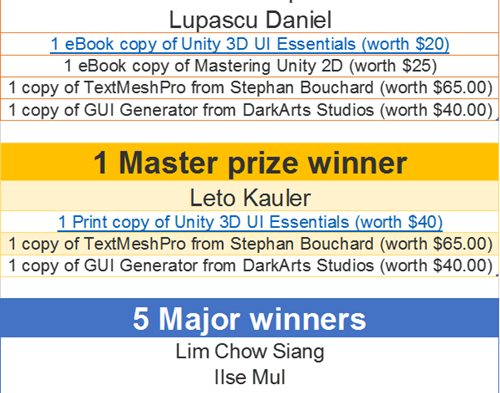 Lupascu Daniel
1 eBook copy of Unity 3D UI Essentials (worth $20)
1 eBook copy of Mastering Unity 2D (worth $25)
1 copy of TextMeshPro from Stephan Bouchard (worth $65.00)
1 copy of GUI Generator from DarkArts Studios (worth $40.00)
1 Master prize winner
Leto Kauler
1 Print copy of Unity 3D UI Essentials (worth $40)
1 copy of TextMeshPro from Stephan Bouchard (worth $65.00)
1 copy of GUI Generator from DarkArts Studios (worth $40.00)
5 Major winners
Lim Chow Siang
Ilse Mul